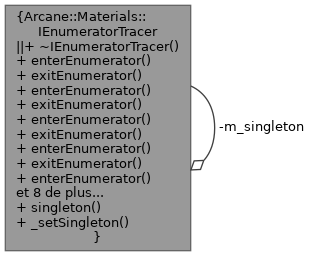 {Arcane::Materials::
IEnumeratorTracer
||+ ~IEnumeratorTracer()
+ enterEnumerator()
+ exitEnumerator()
+ enterEnumerator()
+ exitEnumerator()
+ enterEnumerator()
+ exitEnumerator()
+ enterEnumerator()
+ exitEnumerator()
+ enterEnumerator()
et 8 de plus...
+ singleton()
+ _setSingleton()
}
-m_singleton